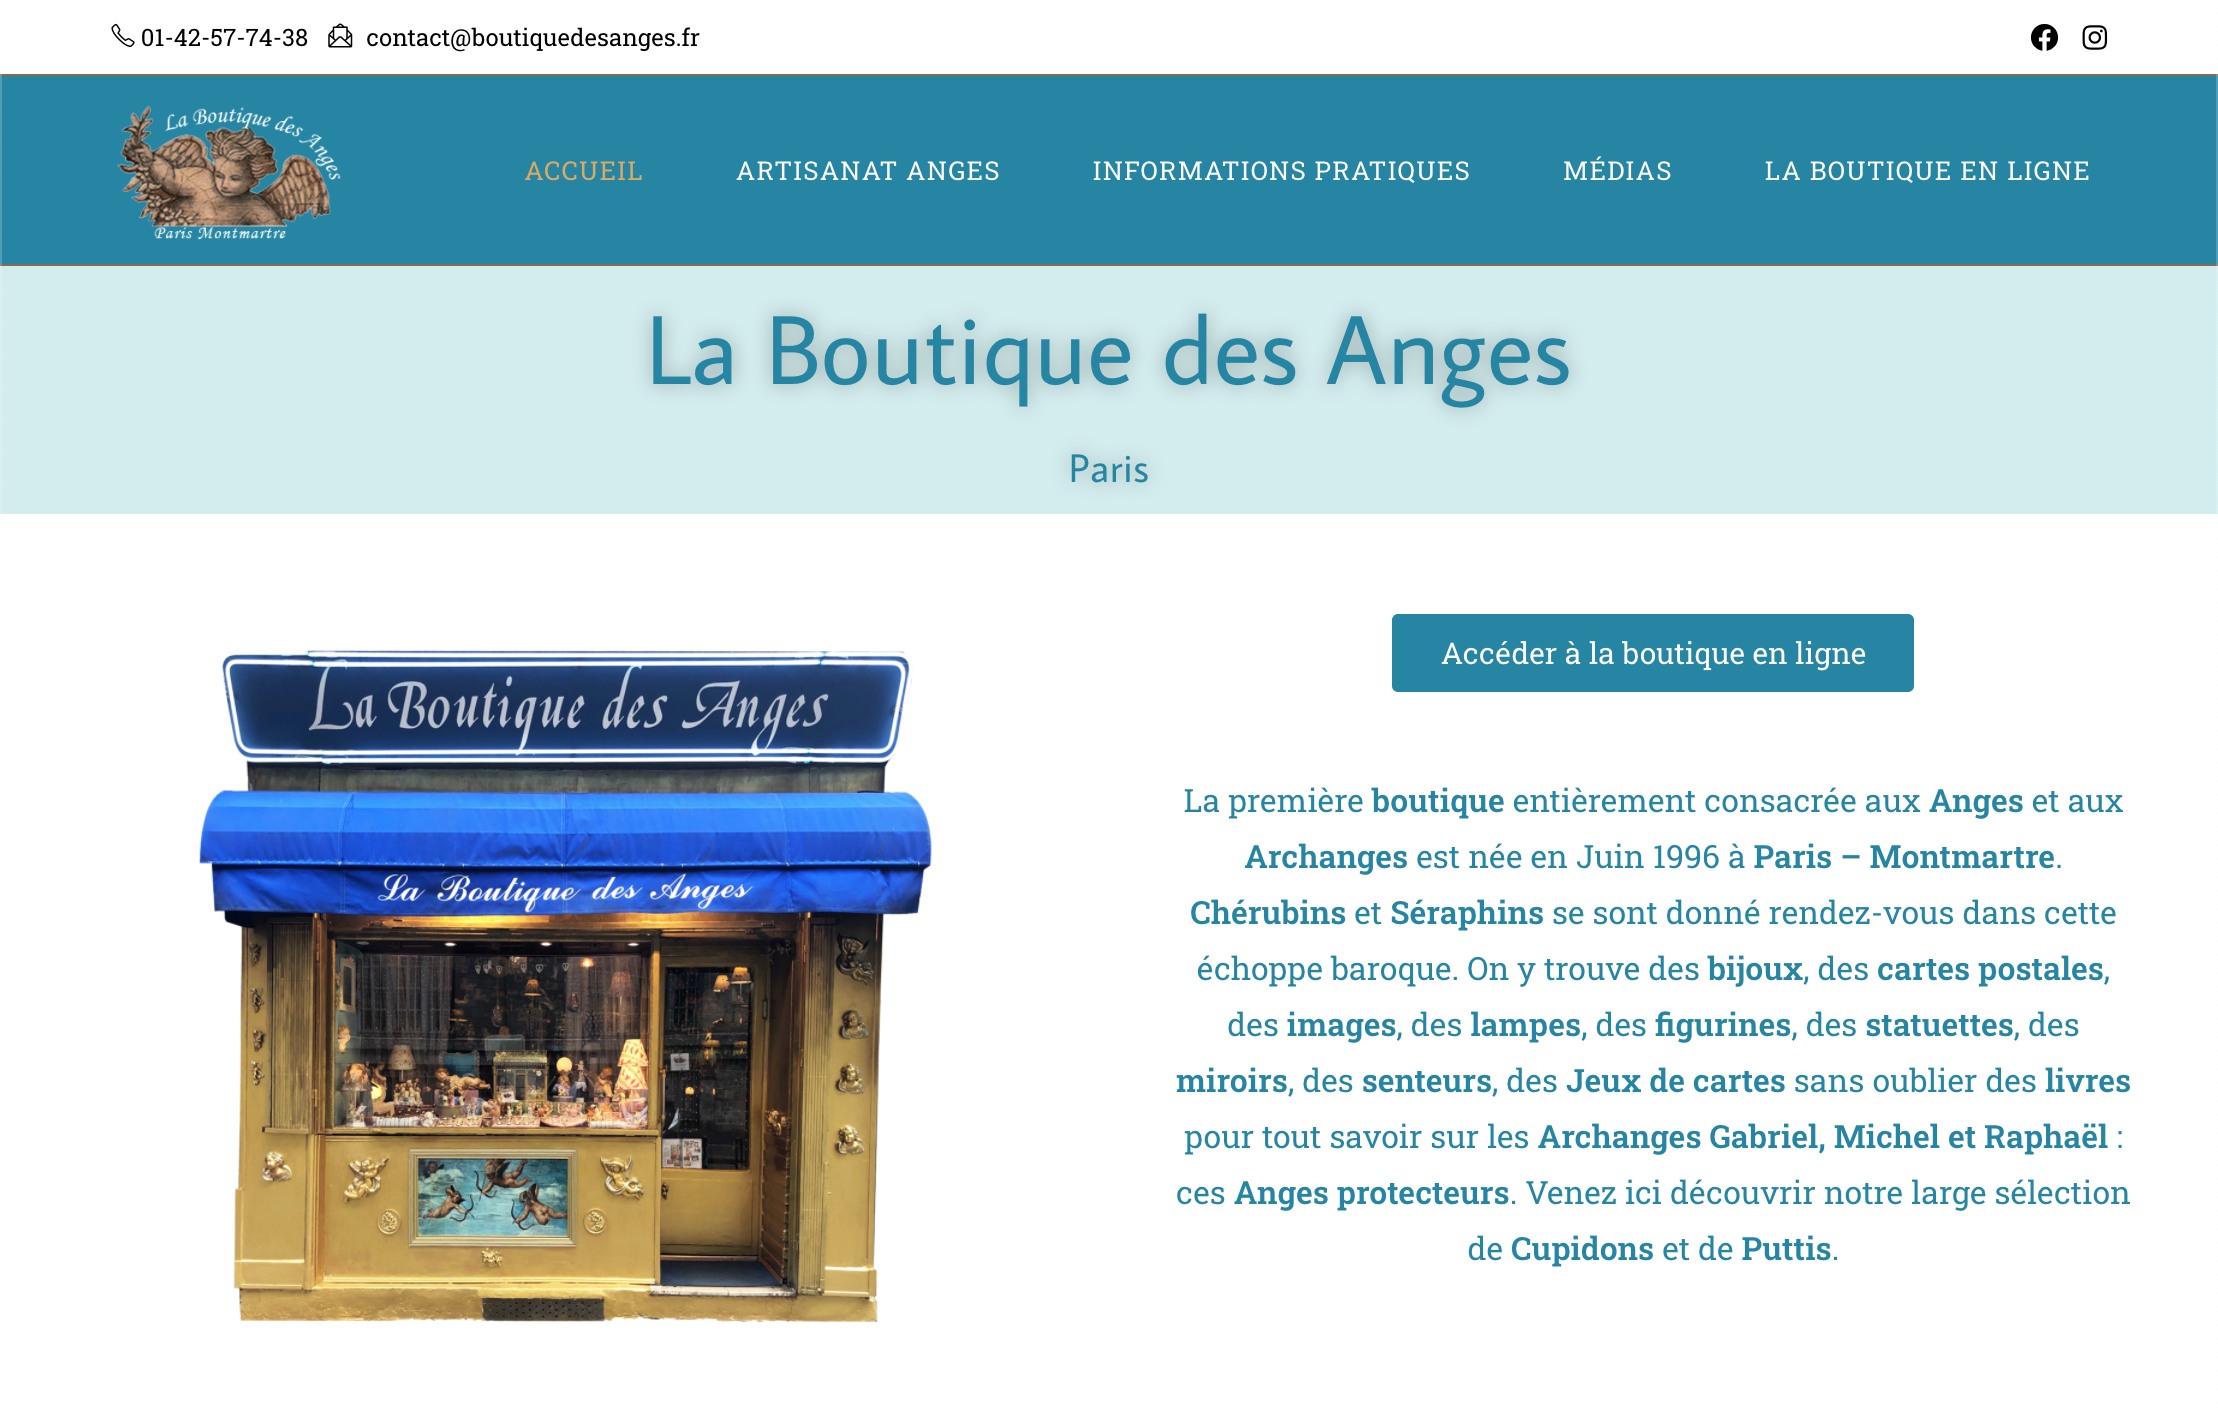 01-42-57-74-38 contact@boutiquedesanges.fr
La Boutique des Anges
Paris Montmartre
ACCUEIL ARTISANAT ANGES INFORMATIONS PRATIQUES MÉDIAS LA BOUTIQUE EN LIGNE
La Boutique des Anges
Paris
La Boutique des Anges
La Boutique des Anges
Accéder à la boutique en ligne
La première boutique entièrement consacrée aux Anges et aux
Archanges est née en Juin 1996 à Paris – Montmartre.
Chérubins et Séraphins se sont donné rendez-vous dans cette
échoppe baroque. On y trouve des bijoux, des cartes postales,
des images, des lampes, des figurines, des statuettes, des
miroirs, des senteurs, des Jeux de cartes sans oublier des livres
pour tout savoir sur les Archanges Gabriel, Michel et Raphaël :
ces Anges protecteurs. Venez ici découvrir notre large sélection
de Cupidons et de Puttis.